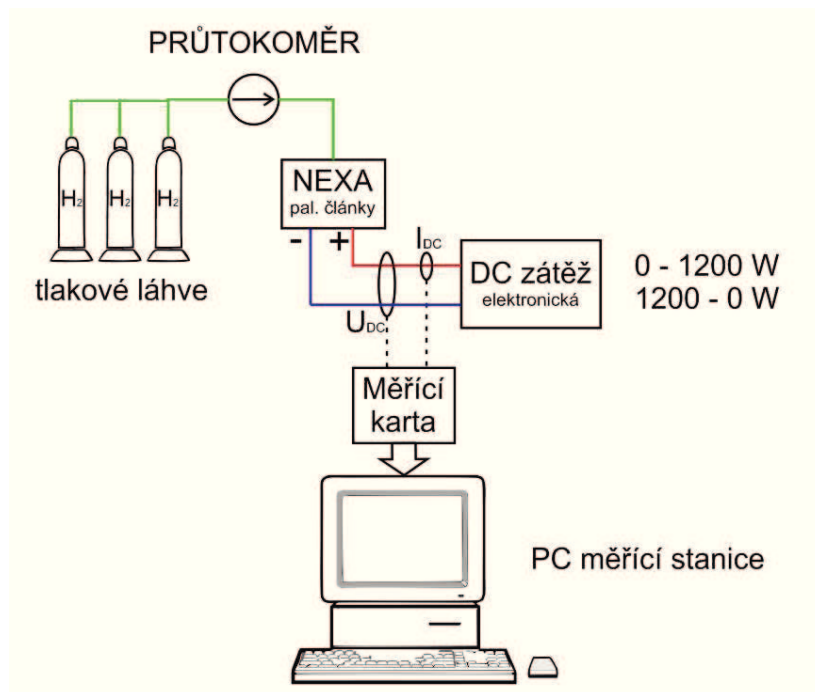 PRŮTOKOMĚR
H2 H2 H2
tlakové láhve
NEXA
pal. články
- +
IDC
UDC
DC zátěž
elektronická
0 - 1200 W
1200 - 0 W
Měřící
karta
PC měřící stanice